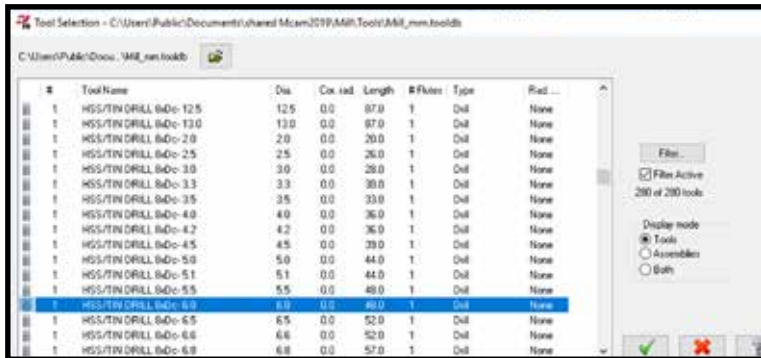 Tool Selection - C:\Users\Public\Documents\shared Mcam2019\Mill\Tools\Mill_mm.tooldb
C:\Users\Public\Docu...\Mill_mm.tooldb
# Tool Name Dia. Cor. rad. Length # Flutes Type Rad. ...
1 HSS/TIN DRILL 8xDc- 12.5 12.5 0.0 87.0 1 Drill None
1 HSS/TIN DRILL 8xDc- 13.0 13.0 0.0 87.0 1 Drill None
1 HSS/TIN DRILL 8xDc- 2.0 2.0 0.0 20.0 1 Drill None
1 HSS/TIN DRILL 8xDc- 2.5 2.5 0.0 26.0 1 Drill None
1 HSS/TIN DRILL 8xDc- 3.0 3.0 0.0 28.0 1 Drill None
1 HSS/TIN DRILL 8xDc- 3.3 3.3 0.0 30.0 1 Drill None
1 HSS/TIN DRILL 8xDc- 3.5 3.5 0.0 33.0 1 Drill None
1 HSS/TIN DRILL 8xDc- 4.0 4.0 0.0 36.0 1 Drill None
1 HSS/TIN DRILL 8xDc- 4.2 4.2 0.0 36.0 1 Drill None
1 HSS/TIN DRILL 8xDc- 4.5 4.5 0.0 39.0 1 Drill None
1 HSS/TIN DRILL 8xDc- 5.0 5.0 0.0 44.0 1 Drill None
1 HSS/TIN DRILL 8xDc- 5.1 5.1 0.0 44.0 1 Drill None
1 HSS/TIN DRILL 8xDc- 5.5 5.5 0.0 48.0 1 Drill None
1 HSS/TIN DRILL 8xDc- 6.0 6.0 0.0 48.0 1 Drill None
1 HSS/TIN DRILL 8xDc- 6.5 6.5 0.0 52.0 1 Drill None
1 HSS/TIN DRILL 8xDc- 6.6 6.6 0.0 52.0 1 Drill None
1 HSS/TIN DRILL 8xDc- 6.8 6.8 0.0 57.0 1 Drill None
Filter...
Filter Active
280 of 280 tools
Display mode
Tools
Assemblies
Both